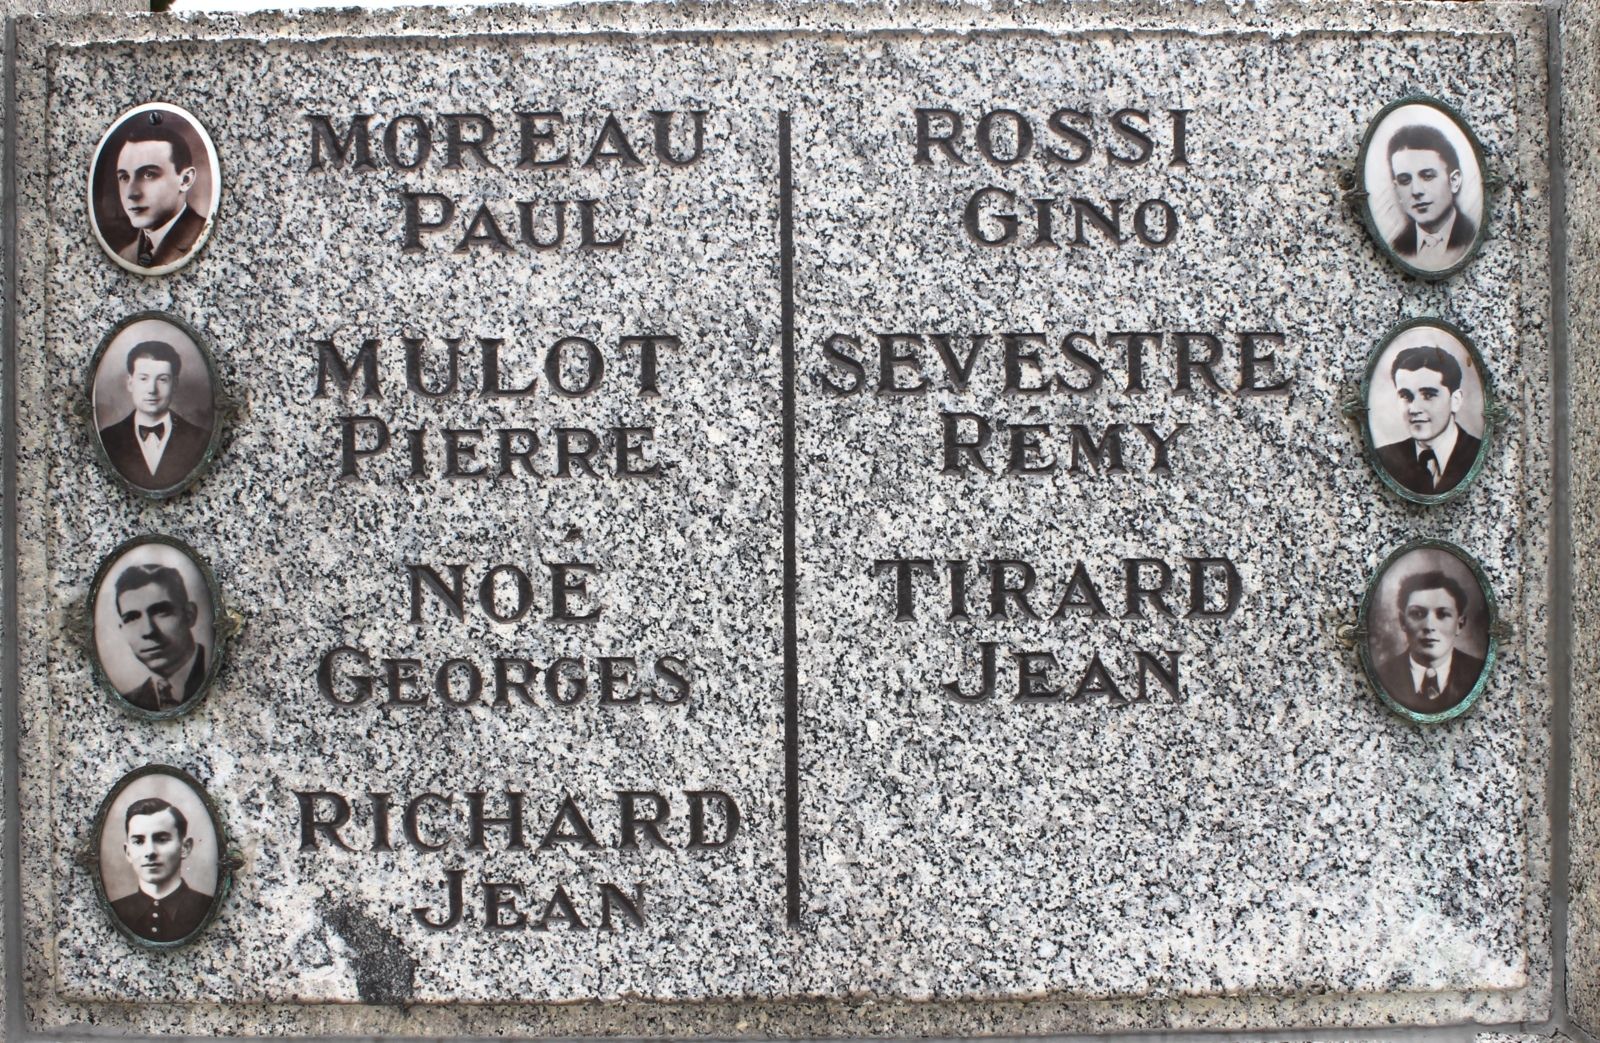 MOREAU
PAUL
MULOT
PIERRE
NOÉ
GEORGES
RICHARD
JEAN
ROSSI
GINO
SEVESTRE
RÉMY
TIRARD
JEAN